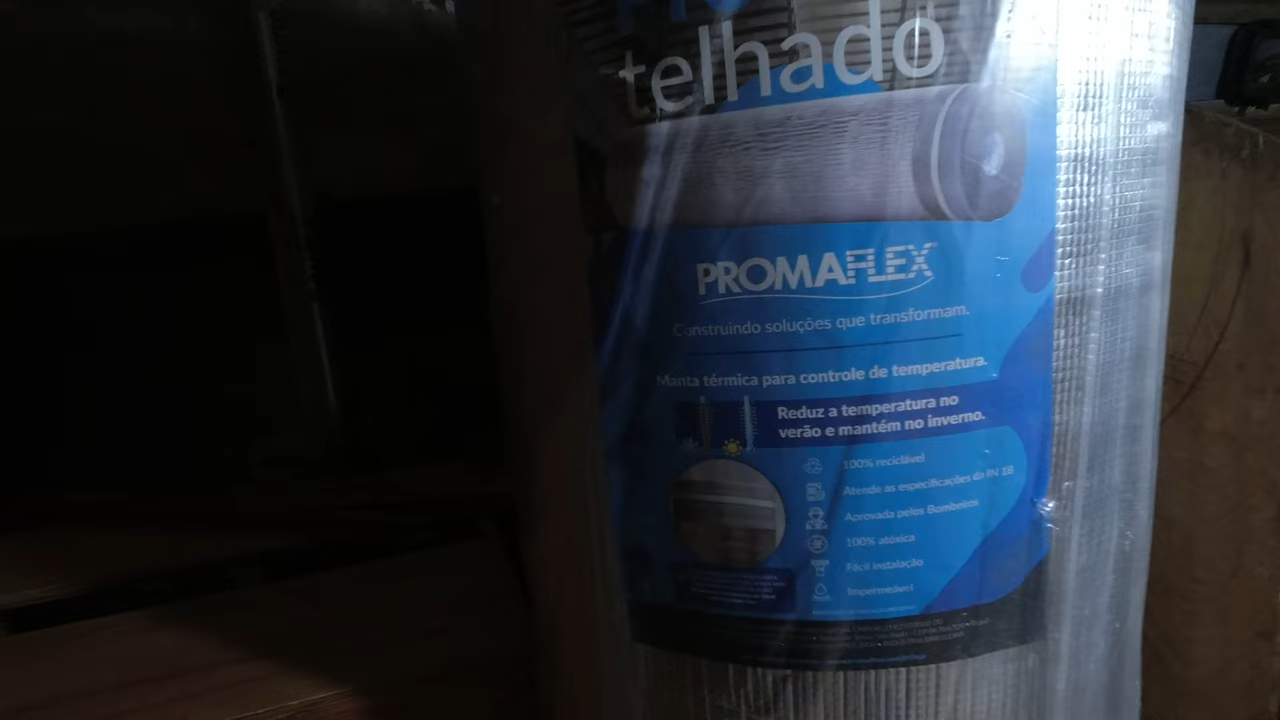 telhado
PROMAFLEX
Construindo soluções que transformam.
Manta térmica para controle de temperatura.
Reduz a temperatura no
verão e mantém no inverno.
100% reciclável
Atende as especificações da IN 18
Aprovada pelos Bombeiros
100% atóxica
Fácil instalação
Impermeável